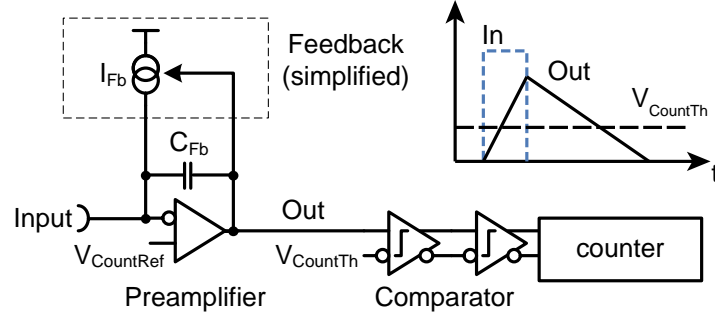 Feedback
(simplified)
I_Fb
In
Out
V_CountTh
t
C_Fb
Input
V_CountRef
Out
V_CountTh
counter
Preamplifier
Comparator